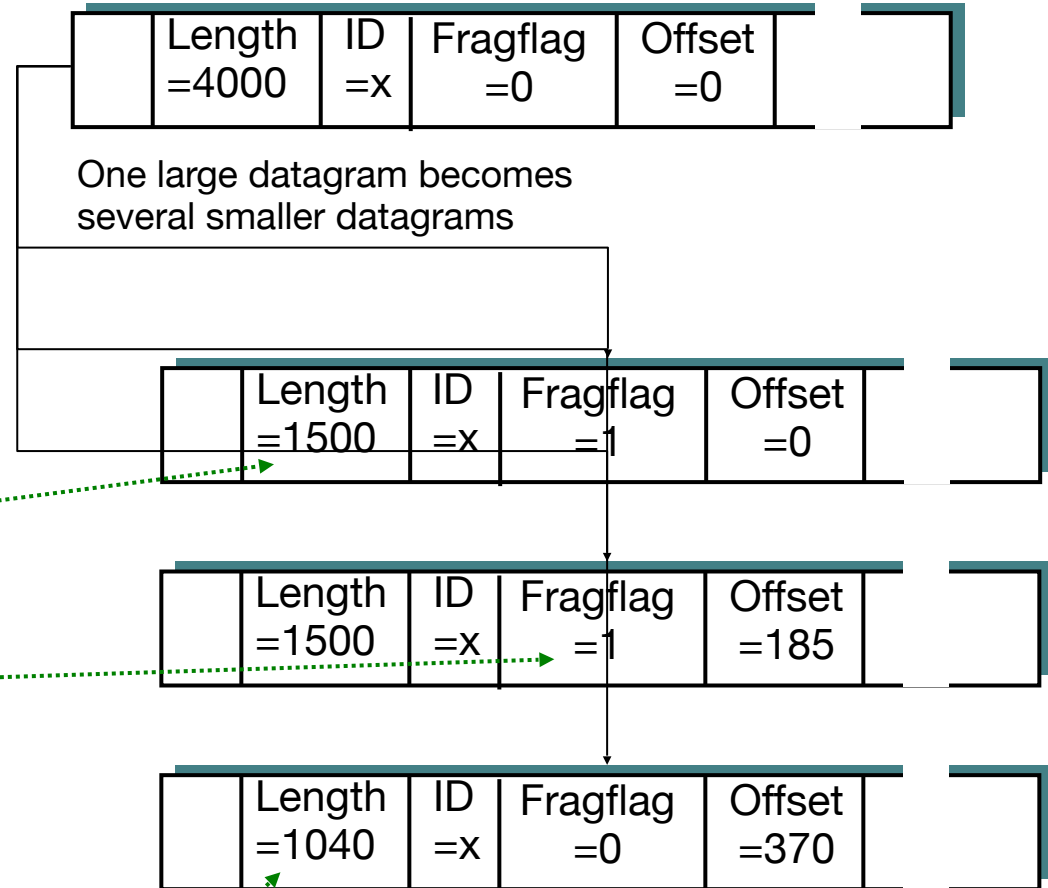 Length ID Fragflag Offset
=4000 =x =0 =0
One large datagram becomes
several smaller datagrams
Length ID Fragflag Offset
=1500 =x =1 =0
Length ID Fragflag Offset
=1500 =x =1 =185
Length ID Fragflag Offset
=1040 =x =0 =370